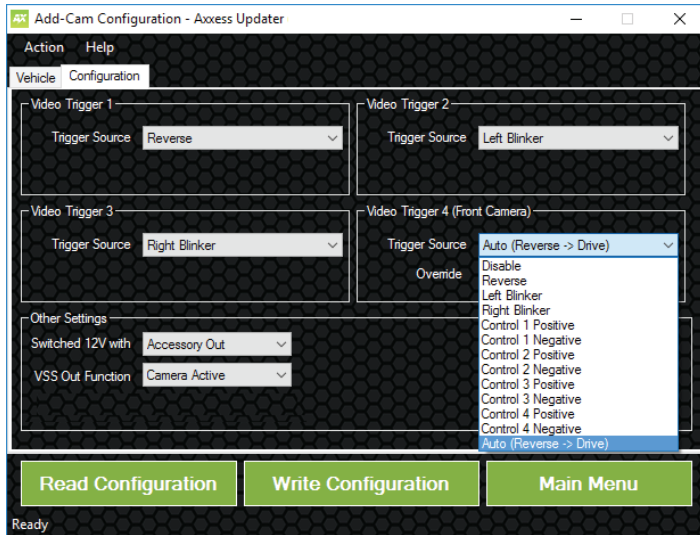 AX Add-Cam Configuration - Axxess Updater
Action Help
Vehicle Configuration
Video Trigger 1
Trigger Source Reverse
Video Trigger 2
Trigger Source Left Blinker
Video Trigger 3
Trigger Source Right Blinker
Video Trigger 4 (Front Camera)
Trigger Source Auto (Reverse -> Drive)
Override
Disable
Reverse
Left Blinker
Right Blinker
Control 1 Positive
Control 1 Negative
Control 2 Positive
Control 2 Negative
Control 3 Positive
Control 3 Negative
Control 4 Positive
Control 4 Negative
Auto (Reverse -> Drive)
Other Settings
Switched 12V with Accessory Out
VSS Out Function Camera Active
Read Configuration Write Configuration Main Menu
Ready